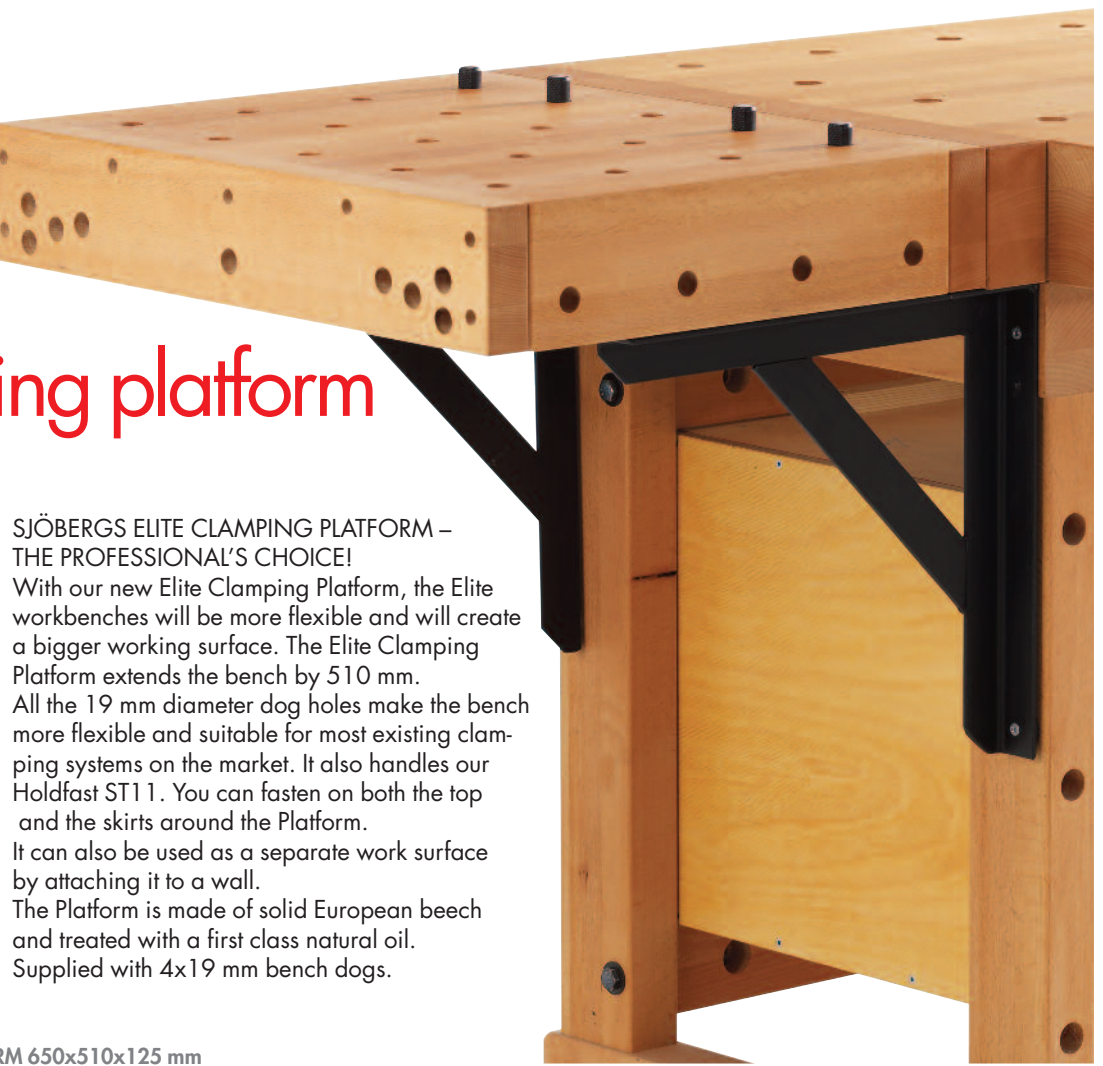 ing platform
SJÖBERGS ELITE CLAMPING PLATFORM –
THE PROFESSIONAL’S CHOICE!
With our new Elite Clamping Platform, the Elite
workbenches will be more flexible and will create
a bigger working surface. The Elite Clamping
Platform extends the bench by 510 mm.
All the 19 mm diameter dog holes make the bench
more flexible and suitable for most existing clam-
ping systems on the market. It also handles our
Holdfast ST11. You can fasten on both the top
and the skirts around the Platform.
It can also be used as a separate work surface
by attaching it to a wall.
The Platform is made of solid European beech
and treated with a first class natural oil.
Supplied with 4x19 mm bench dogs.
RM 650x510x125 mm